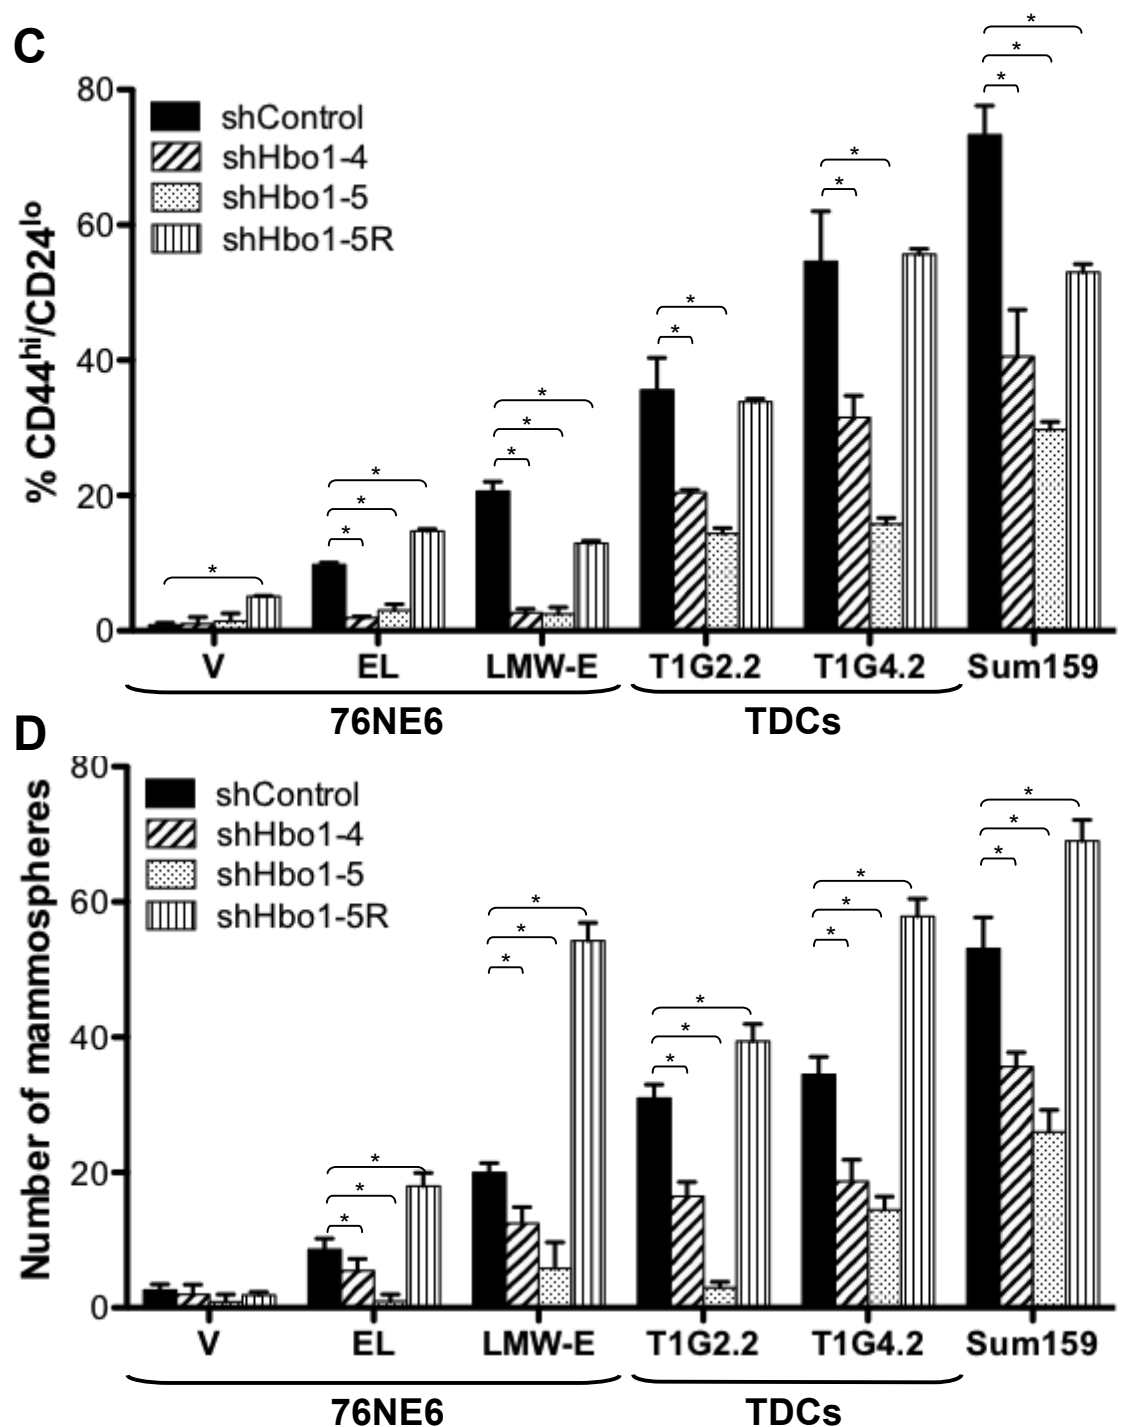 C
80
60
40
20
0
% CD44hi/CD24lo
shControl
shHbo1-4
shHbo1-5
shHbo1-5R
*
* * *
* * *
* *
* *
* * *
V EL LMW-E T1G2.2 T1G4.2 Sum159
76NE6 TDCs
D
80
60
40
20
0
Number of mammospheres
shControl
shHbo1-4
shHbo1-5
shHbo1-5R
* * *
* * *
* * *
* * *
* * *
V EL LMW-E T1G2.2 T1G4.2 Sum159
76NE6 TDCs